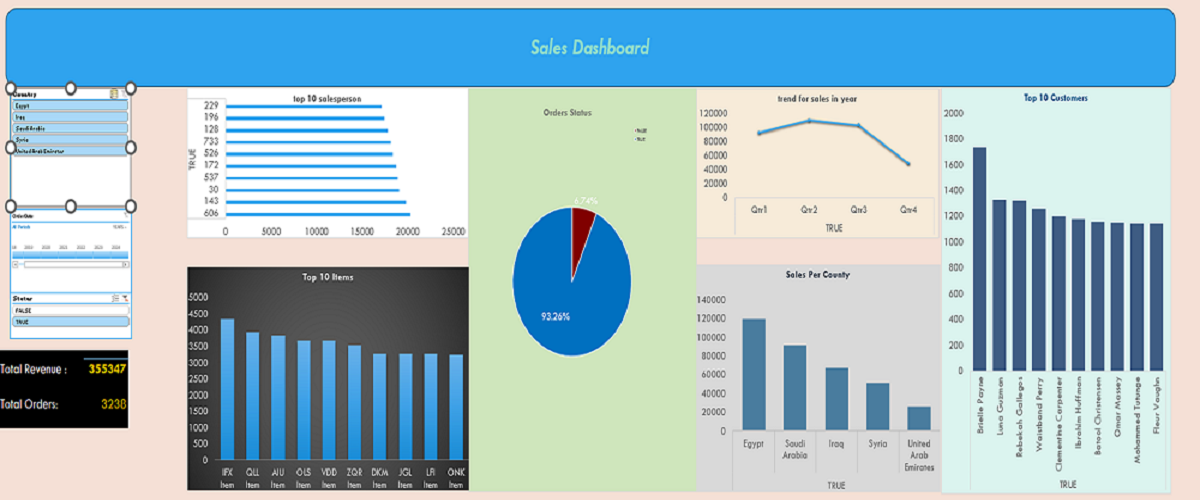 Sales Dashboard
Country
Egypt
Iraq
Saudi Arabia
Syria
United Arab Emirates
All Periods
2019 2020 2021 2022 2023 2024
Status
FALSE
TRUE
Total Revenue : 355347
Total Orders: 3238
top 10 salesperson
TRUE
229
196
128
733
526
172
537
30
143
606
0 5000 10000 15000 20000 25000
Top 10 Items
5000
4500
4000
3500
3000
2500
2000
1500
1000
500
0
IFX QLL AIU OLS VDD ZQR DKM JGL LFI ONK
Item Item Item Item Item Item Item Item Item Item
Orders Status
6.74%
93.26%
trend for sales in year
120000
100000
80000
60000
40000
20000
0
Qtr1 Qtr2 Qtr3 Qtr4
TRUE
Sales Per County
140000
120000
100000
80000
60000
40000
20000
0
Egypt Saudi Arabia Iraq Syria United Arab Emirates
TRUE
Top 10 Customers
2000
1800
1600
1400
1200
1000
800
600
400
200
0
Brielle Payne
Luna Guzman
Rebekah Gallegos
Waistband Perry
Clementine Carpenter
Ibrahim Huffman
Batool Christensen
Omar Massey
Mohammed Tutunge
Fleur Vaughn
TRUE